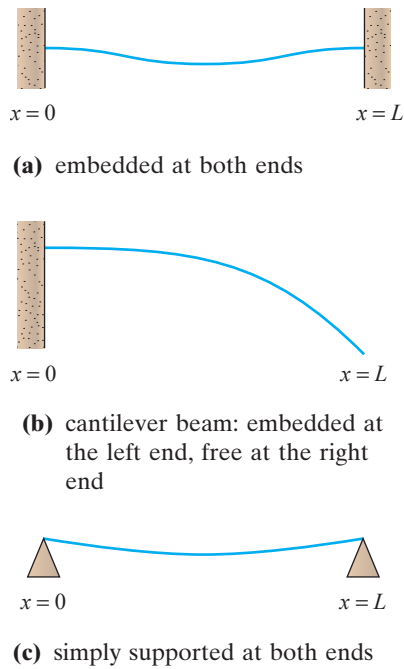 x = 0 x = L
(a) embedded at both ends
x = 0 x = L
(b) cantilever beam: embedded at
the left end, free at the right
end
x = 0 x = L
(c) simply supported at both ends